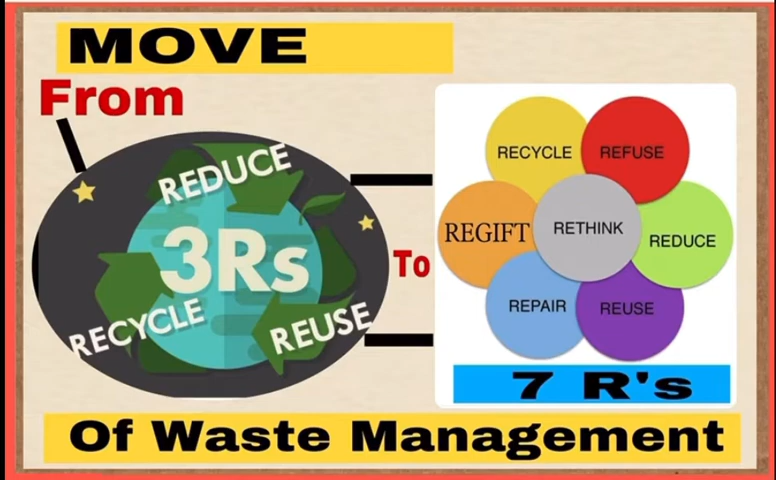 MOVE
From
REDUCE
3Rs
RECYCLE
REUSE
To
RECYCLE
REFUSE
REGIFT
RETHINK
REDUCE
REPAIR
REUSE
7 R's
Of Waste Management